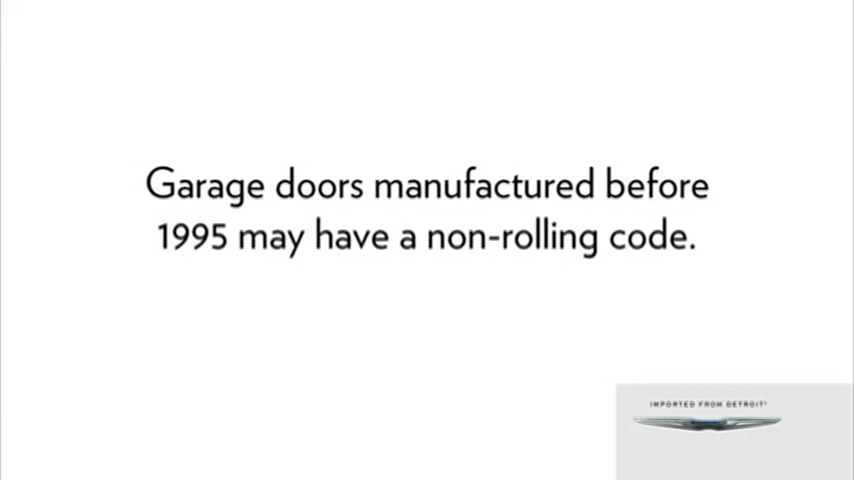 Garage doors manufactured before
1995 may have a non-rolling code.
IMPORTED FROM DETROIT